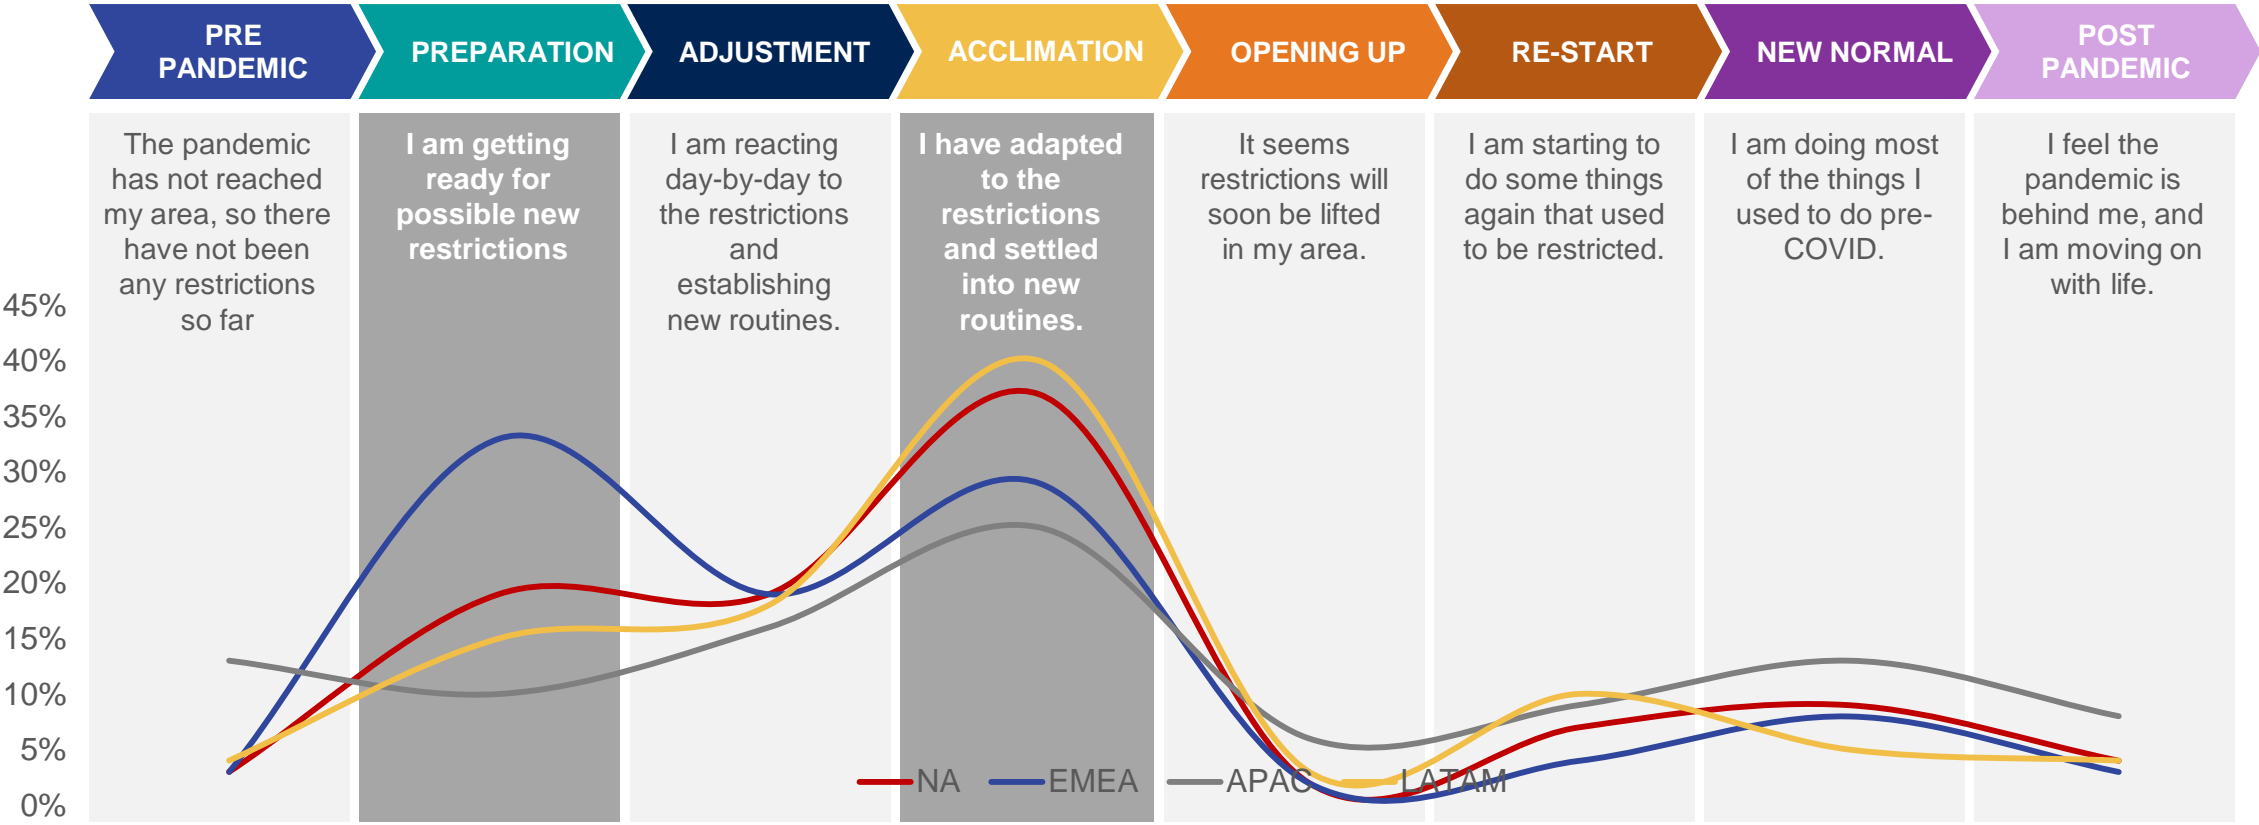 PRE
PANDEMIC
PREPARATION
ADJUSTMENT
ACCLIMATION
OPENING UP
RE-START
NEW NORMAL
POST
PANDEMIC
The pandemic
has not reached
my area, so there
have not been
any restrictions
so far
I am getting
ready for
possible new
restrictions
I am reacting
day-by-day to
the restrictions
and
establishing
new routines.
I have adapted
to the
restrictions
and settled
into new
routines.
It seems
restrictions will
soon be lifted
in my area.
I am starting to
do some things
again that used
to be restricted.
I am doing most
of the things I
used to do pre-
COVID.
I feel the
pandemic is
behind me, and
I am moving on
with life.
45%
40%
35%
30%
25%
20%
15%
10%
5%
0%
NA EMEA APAC LATAM